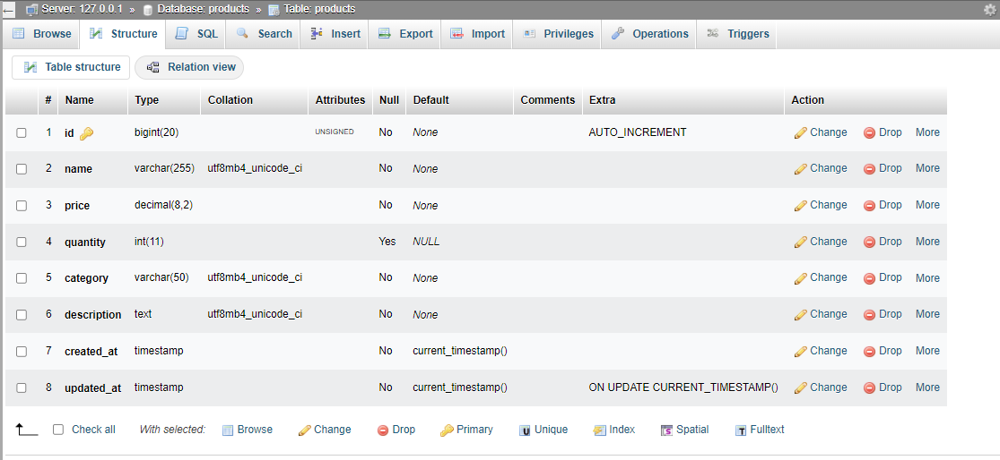 Server: 127.0.0.1 » Database: products » Table: products
Browse Structure SQL Search Insert Export Import Privileges Operations Triggers
Table structure Relation view
# Name Type Collation Attributes Null Default Comments Extra Action
1 id bigint(20) UNSIGNED No None AUTO_INCREMENT Change Drop More
2 name varchar(255) utf8mb4_unicode_ci No None Change Drop More
3 price decimal(8,2) No None Change Drop More
4 quantity int(11) Yes NULL Change Drop More
5 category varchar(50) utf8mb4_unicode_ci No None Change Drop More
6 description text utf8mb4_unicode_ci No None Change Drop More
7 created_at timestamp No current_timestamp() Change Drop More
8 updated_at timestamp No current_timestamp() ON UPDATE CURRENT_TIMESTAMP() Change Drop More
Check all With selected: Browse Change Drop Primary Unique Index Spatial Fulltext